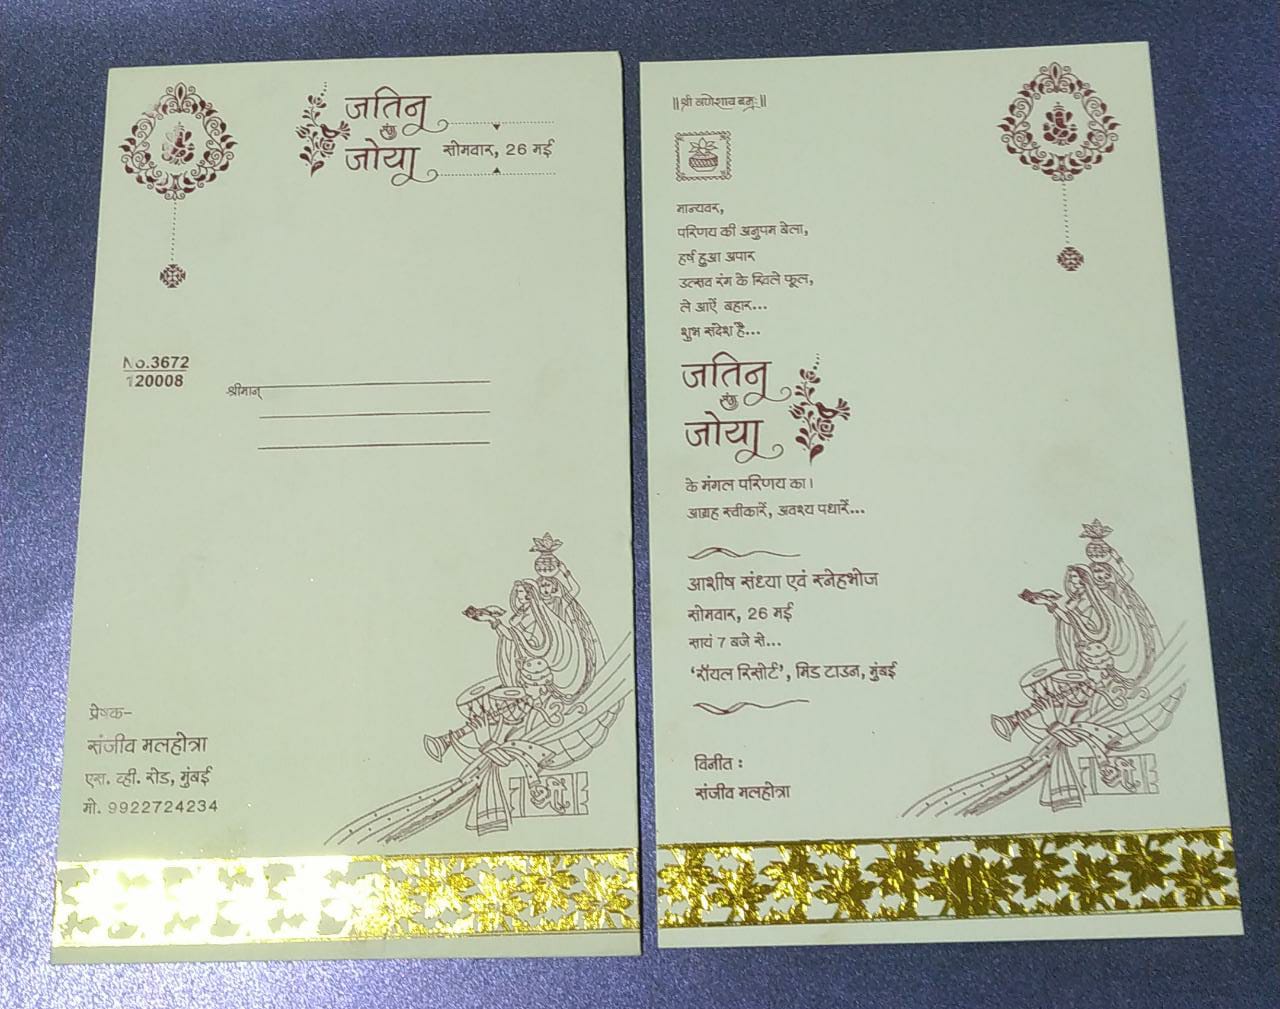 जतिन
संग
जोया
सोमवार, 26 मई
No.3672
120008
श्रीमान्
प्रेषक-
संजीव मलहोत्रा
एस. व्ही. रोड, मुंबई
मो. 9922724234
श्री
॥श्री गणेशाय नमः॥
मान्यवर,
परिणय की अनुपम बेला,
हर्ष हुआ अपार
उत्सव रंग के खिले फूल,
ले आऐं बहार...
शुभ संदेश है...
जतिन
संग
जोया
के मंगल परिणय का।
आग्रह स्वीकारें, अवश्य पधारें...
आशीष संध्या एवं स्नेहभोज
सोमवार, 26 मई
सायं 7 बजे से...
‘रॉयल रिसोर्ट’, मिड टाउन, मुंबई
विनीत :
संजीव मलहोत्रा
श्री